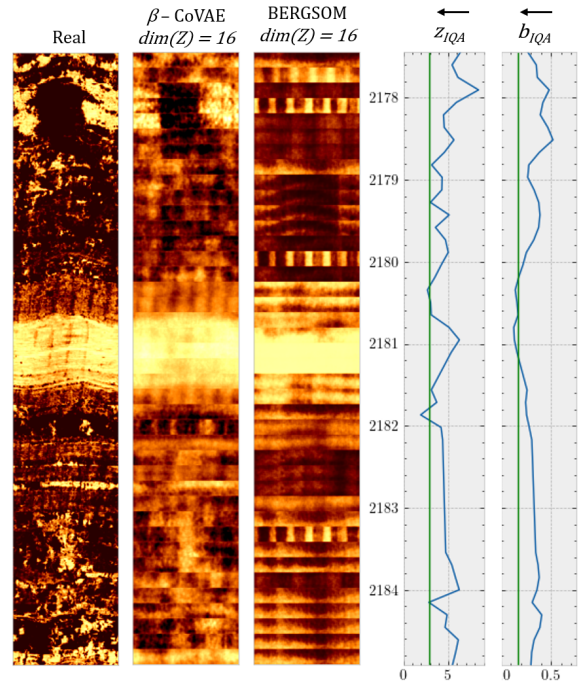 Real
β – CoVAE
dim(Z) = 16
BERGSOM
dim(Z) = 16
z_IQA
b_IQA
2178
2179
2180
2181
2182
2183
2184
0
5
0
0.5